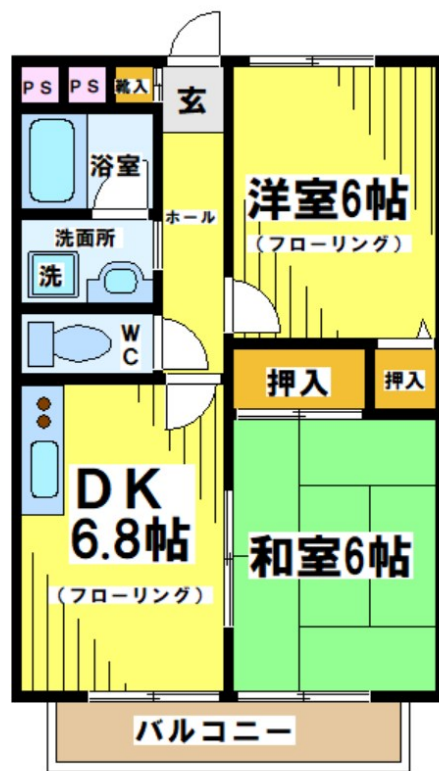 PS
PS
靴入
玄
浴室
ホール
洋室6帖
(フローリング)
洗面所
洗
WC
押入
押入
DK
6.8帖
(フローリング)
和室6帖
バルコニー